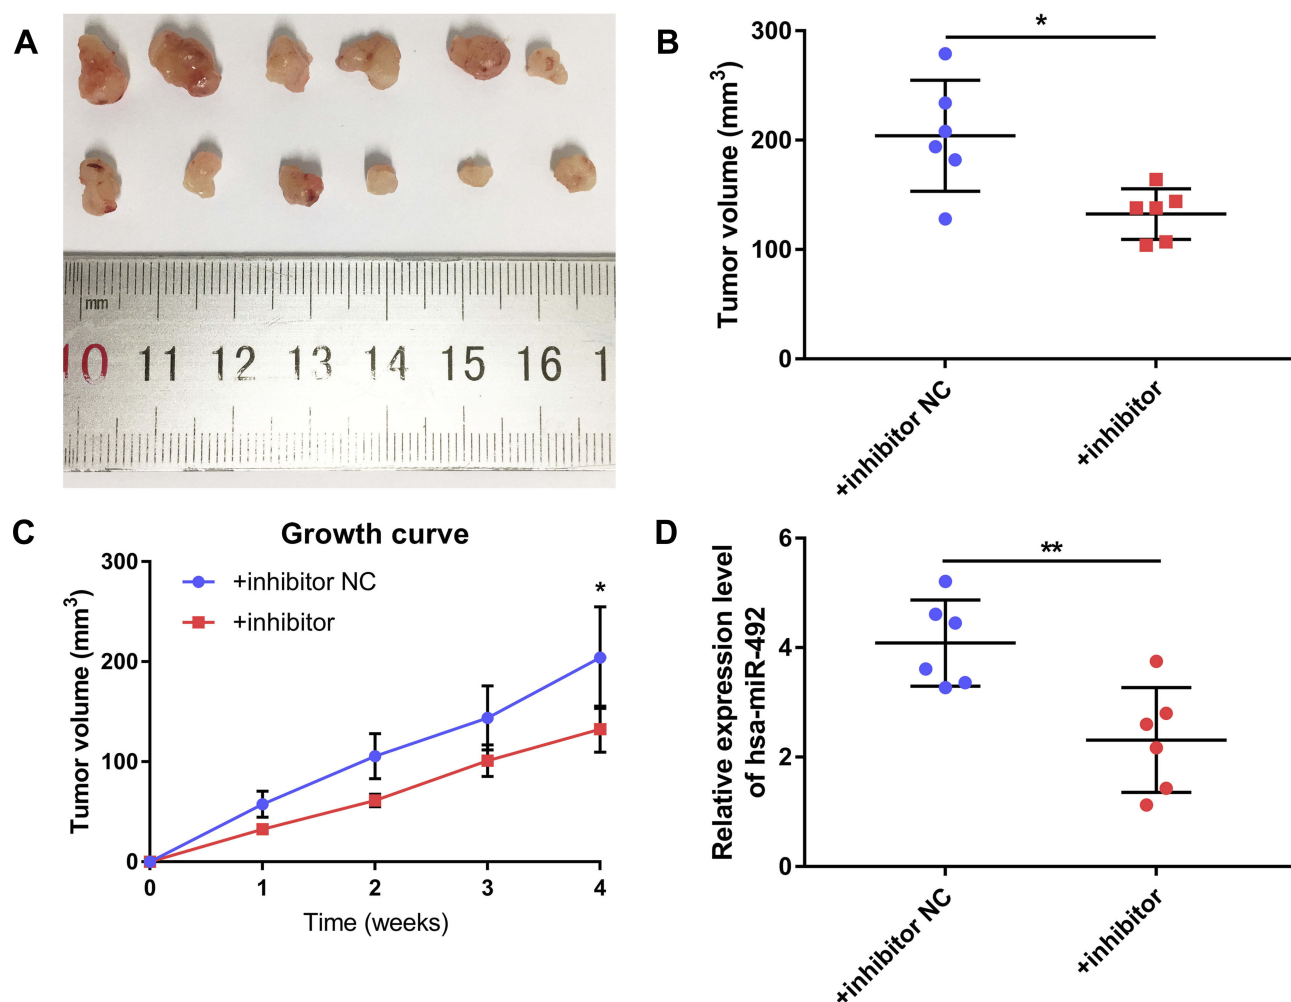 A
mm
10 11 12 13 14 15 16 1
B
*
Tumor volume (mm3)
300
200
100
0
+inhibitor NC
+inhibitor
C
Growth curve
+inhibitor NC
+inhibitor
*
Tumor volume (mm3)
300
200
100
0
0 1 2 3 4
Time (weeks)
D
**
Relative expression level
of hsa-miR-492
6
4
2
0
+inhibitor NC
+inhibitor